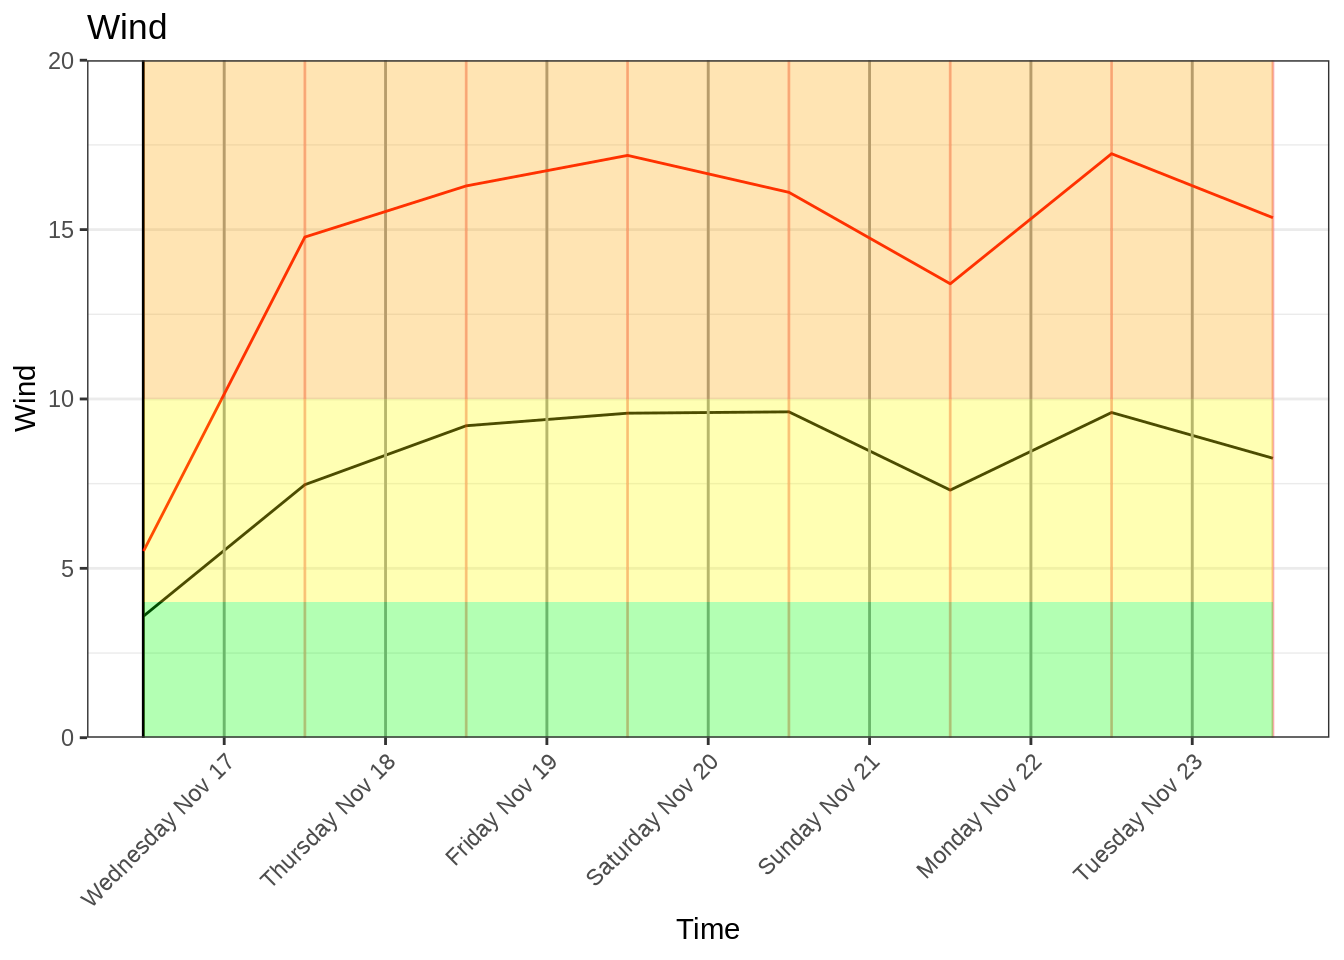 Wind
20
15
10
5
0
Wind
Wednesday Nov 17
Thursday Nov 18
Friday Nov 19
Saturday Nov 20
Sunday Nov 21
Monday Nov 22
Tuesday Nov 23
Time